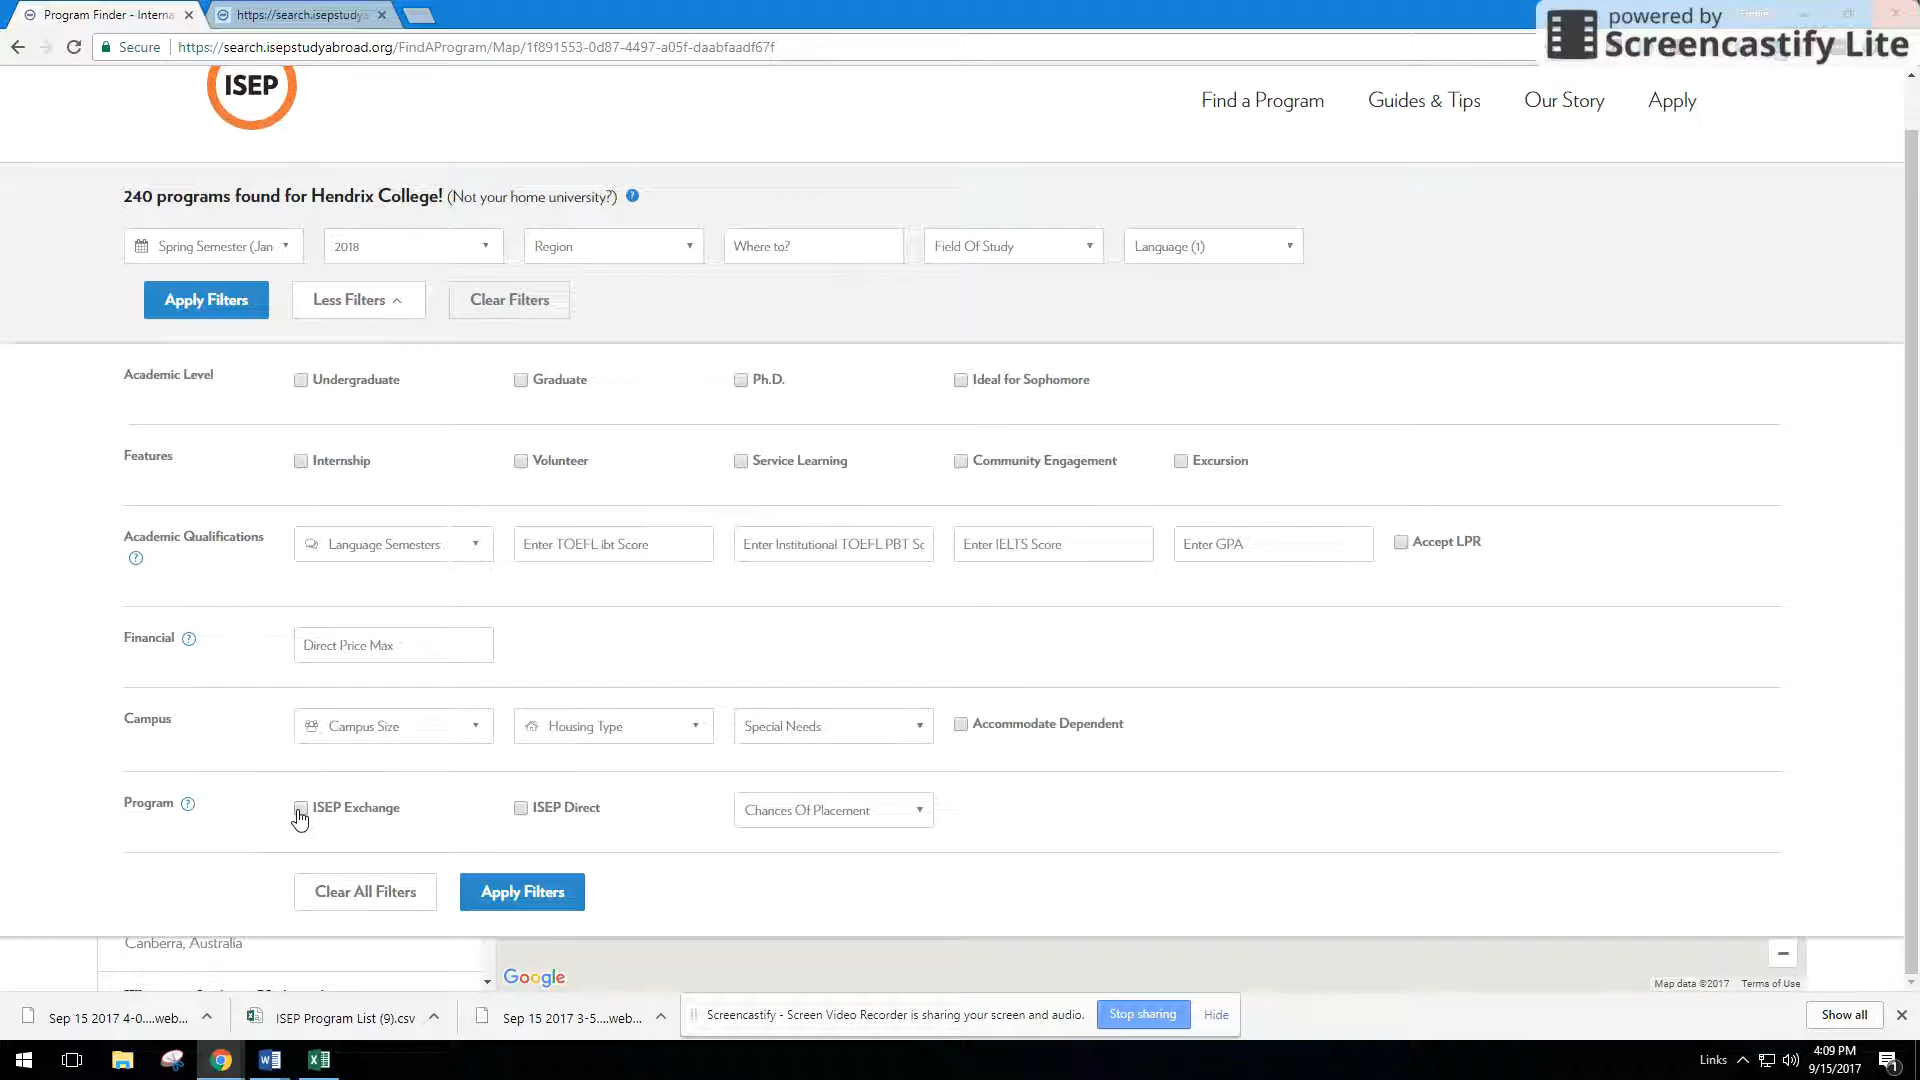 Program Finder - Interna
https://search.isepstudya
powered by
Screencastify Lite
Secure
https://search.isepstudyabroad.org/FindAProgram/Map/1f891553-0d87-4497-a05f-daabfaadf67f
ISEP
Find a Program Guides & Tips Our Story Apply
240 programs found for Hendrix College! (Not your home university?) ?
Spring Semester (Jan 2018 Region Where to? Field Of Study Language (1)
Apply Filters Less Filters Clear Filters
Academic Level Undergraduate Graduate Ph.D. Ideal for Sophomore
Features Internship Volunteer Service Learning Community Engagement Excursion
Academic Qualifications ? Language Semesters Enter TOEFL ibt Score Enter Institutional TOEFL PBT Sc Enter IELTS Score Enter GPA Accept LPR
Financial ? Direct Price Max
Campus Campus Size Housing Type Special Needs Accommodate Dependent
Program ? ISEP Exchange ISEP Direct Chances Of Placement
Clear All Filters Apply Filters
Canberra, Australia
Google
Map data ©2017 Terms of Use
Sep 15 2017 4-0....web... ISEP Program List (9).csv Sep 15 2017 3-5....web... Screencastify - Screen Video Recorder is sharing your screen and audio. Stop sharing Hide Show all
Links 4:09 PM
9/15/2017
1